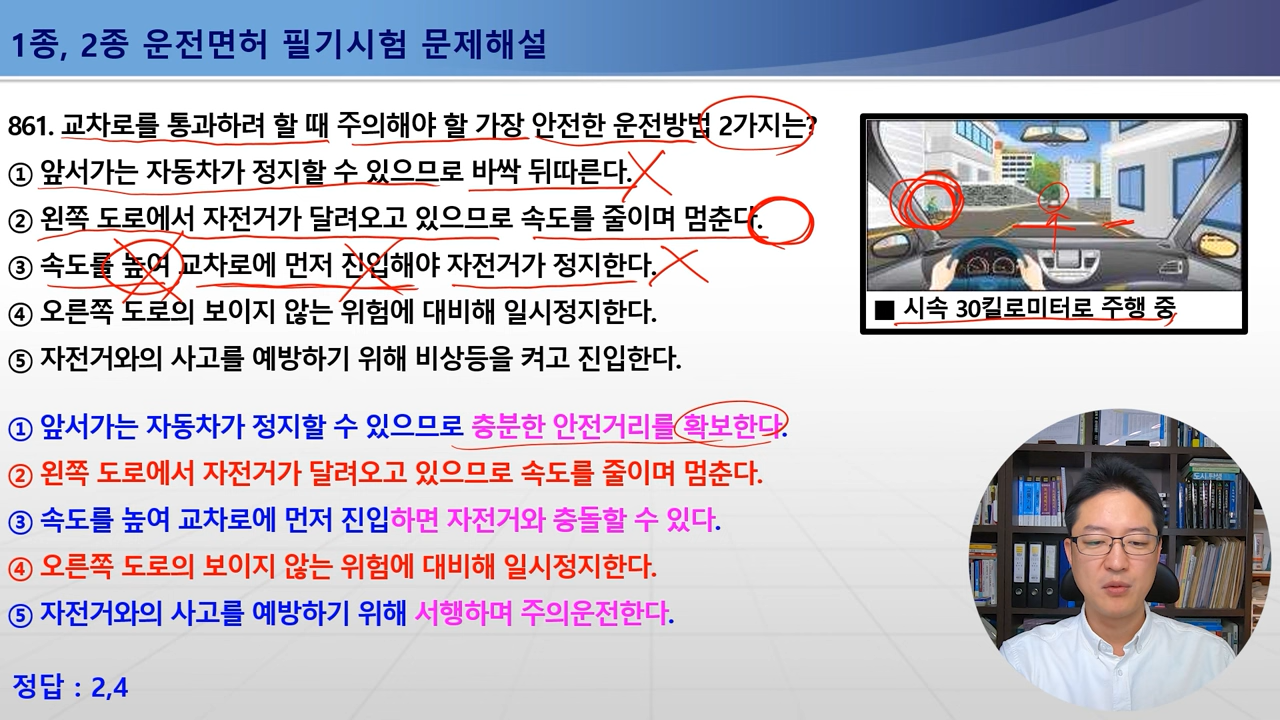 1종, 2종 운전면허 필기시험 문제해설
861. 교차로를 통과하려 할 때 주의해야 할 가장 안전한 운전방법 2가지는?
① 앞서가는 자동차가 정지할 수 있으므로 바싹 뒤따른다.
② 왼쪽 도로에서 자전거가 달려오고 있으므로 속도를 줄이며 멈춘다.
③ 속도를 높여 교차로에 먼저 진입해야 자전거가 정지한다.
④ 오른쪽 도로의 보이지 않는 위험에 대비해 일시정지한다.
⑤ 자전거와의 사고를 예방하기 위해 비상등을 켜고 진입한다.
■ 시속 30킬로미터로 주행 중
① 앞서가는 자동차가 정지할 수 있으므로 충분한 안전거리를 확보한다.
② 왼쪽 도로에서 자전거가 달려오고 있으므로 속도를 줄이며 멈춘다.
③ 속도를 높여 교차로에 먼저 진입하면 자전거와 충돌할 수 있다.
④ 오른쪽 도로의 보이지 않는 위험에 대비해 일시정지한다.
⑤ 자전거와의 사고를 예방하기 위해 서행하며 주의운전한다.
정답 : 2,4